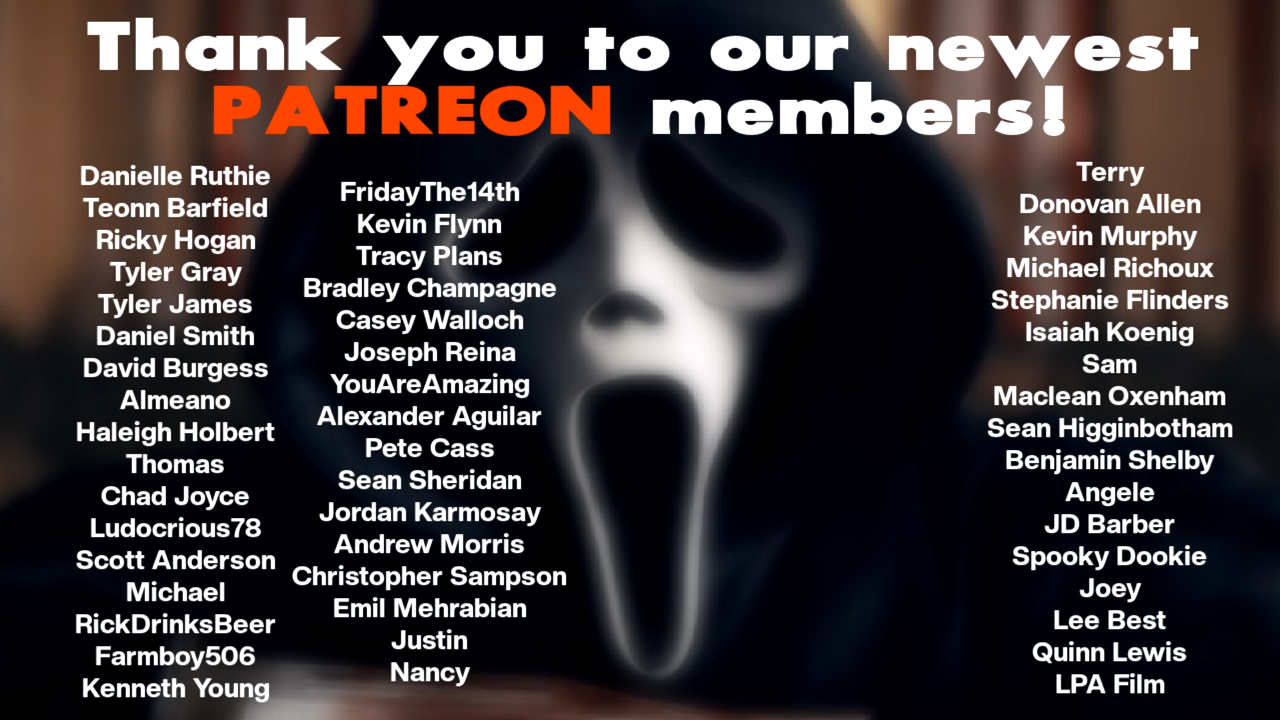 Thank you to our newest
PATREON members!
Danielle Ruthie
Teonn Barfield
Ricky Hogan
Tyler Gray
Tyler James
Daniel Smith
David Burgess
Almeano
Haleigh Holbert
Thomas
Chad Joyce
Ludocrious78
Scott Anderson
Michael
RickDrinksBeer
Farmboy506
Kenneth Young
FridayThe14th
Kevin Flynn
Tracy Plans
Bradley Champagne
Casey Walloch
Joseph Reina
YouAreAmazing
Alexander Aguilar
Pete Cass
Sean Sheridan
Jordan Karmosay
Andrew Morris
Christopher Sampson
Emil Mehrabian
Justin
Nancy
Terry
Donovan Allen
Kevin Murphy
Michael Richoux
Stephanie Flinders
Isaiah Koenig
Sam
Maclean Oxenham
Sean Higginbotham
Benjamin Shelby
Angele
JD Barber
Spooky Dookie
Joey
Lee Best
Quinn Lewis
LPA Film